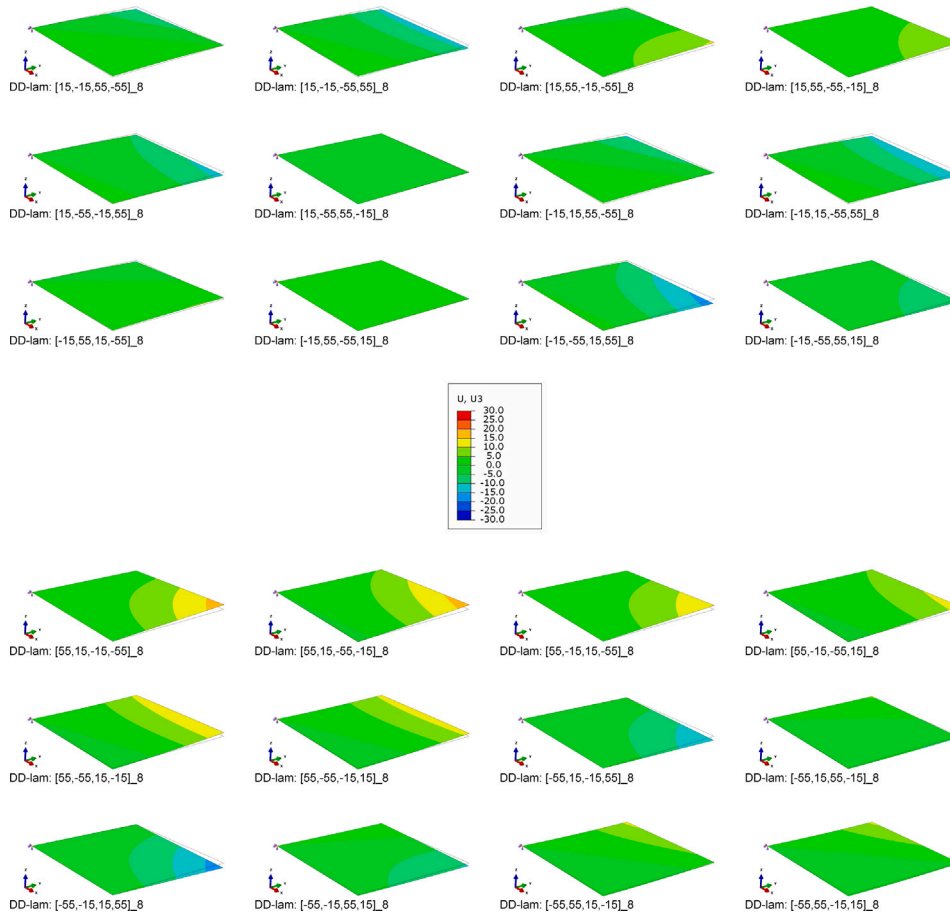 DD-lam: [15,-15,55,-55]_8
DD-lam: [15,-15,-55,55]_8
DD-lam: [15,55,-15,-55]_8
DD-lam: [15,55,-55,-15]_8
DD-lam: [15,-55,-15,55]_8
DD-lam: [15,-55,55,-15]_8
DD-lam: [-15,15,55,-55]_8
DD-lam: [-15,15,-55,55]_8
DD-lam: [-15,55,15,-55]_8
DD-lam: [-15,55,-55,15]_8
DD-lam: [-15,-55,15,55]_8
DD-lam: [-15,-55,55,15]_8
U, U3
30.0
25.0
20.0
15.0
10.0
5.0
0.0
-5.0
-10.0
-15.0
-20.0
-25.0
-30.0
DD-lam: [55,15,-15,-55]_8
DD-lam: [55,15,-55,-15]_8
DD-lam: [55,-15,15,-55]_8
DD-lam: [55,-15,-55,15]_8
DD-lam: [55,-55,15,-15]_8
DD-lam: [55,-55,-15,15]_8
DD-lam: [-55,15,-15,55]_8
DD-lam: [-55,15,55,-15]_8
DD-lam: [-55,-15,15,55]_8
DD-lam: [-55,-15,55,15]_8
DD-lam: [-55,55,15,-15]_8
DD-lam: [-55,55,-15,15]_8